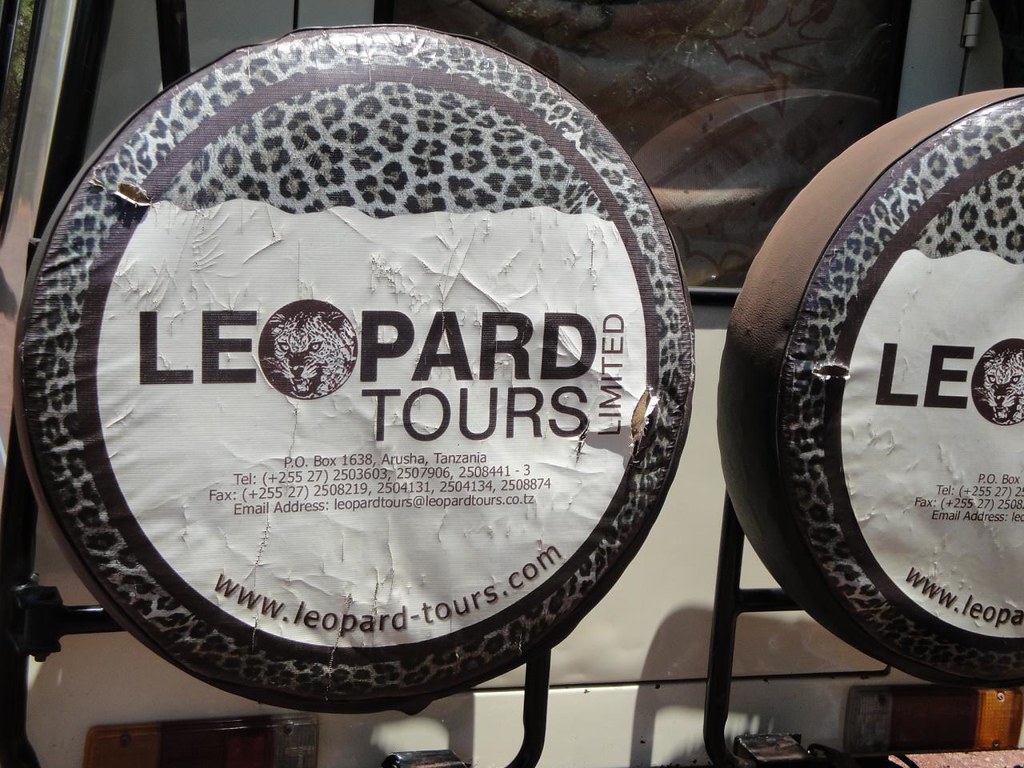 LEOPARD
TOURS
LIMITED
P.O. Box 1638, Arusha, Tanzania
Tel: (+255 27) 2503603, 2507906, 2508441 - 3
Fax: (+255 27) 2508219, 2504131, 2504134, 2508874
Email Address: leopardtours@leopardtours.co.tz
www.leopard-tours.com
LEO
P.O. Box
Tel: (+255 27) 25
Fax: (+255 27) 2508
Email Address: leo
www.leopa